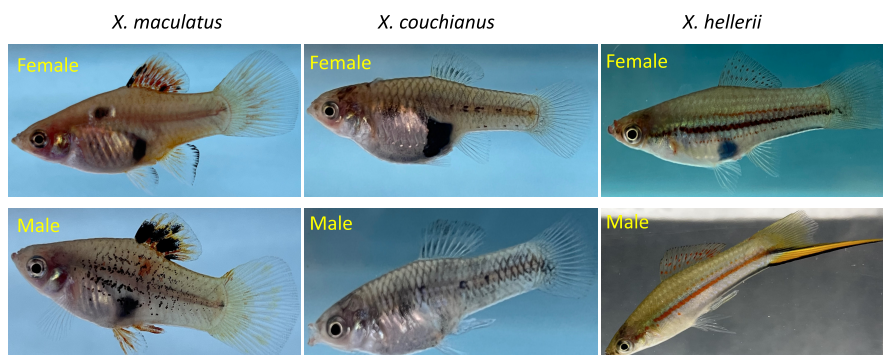 X. maculatus
X. couchianus
X. hellerii
Female
Female
Female
Male
Male
Male